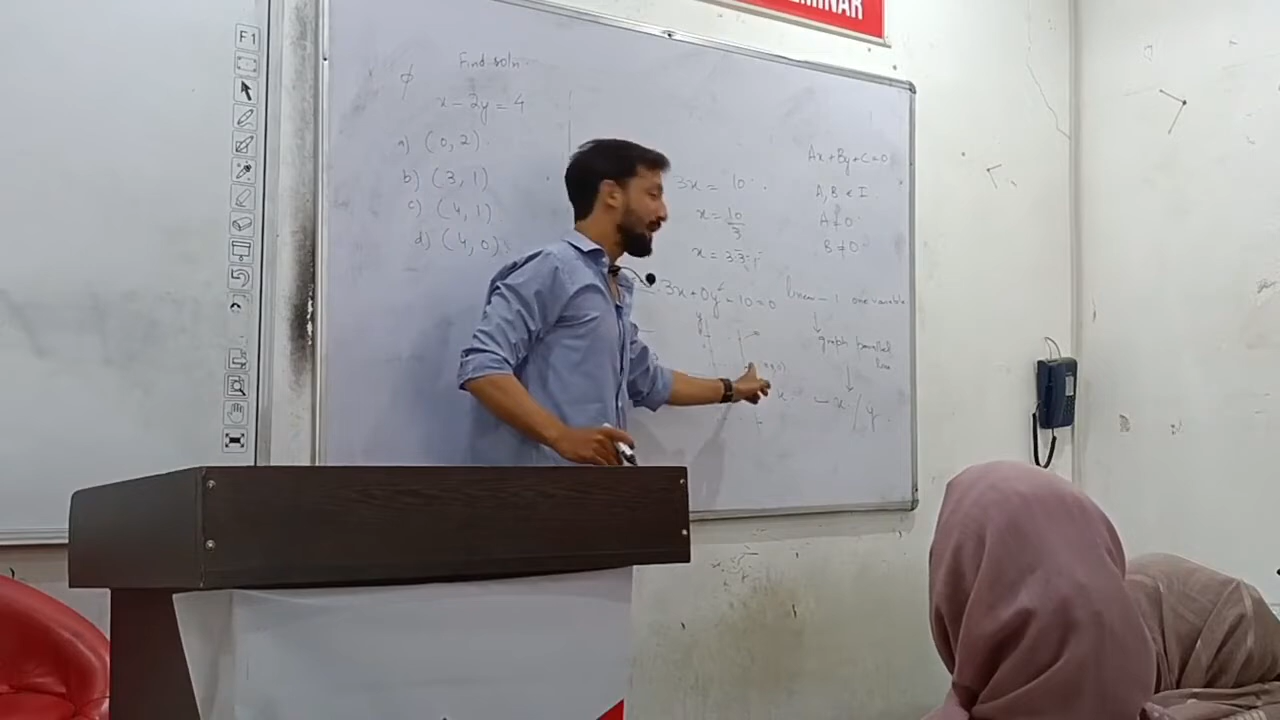 F1
SEMINAR
Find soln.
x - 2y = 4
a) (0, 2)
b) (3, 1)
c) (4, 1)
d) (4, 0)
3x = 10
x = 10/3
x = 3.3
3x + 0y - 10 = 0
y
x
Ax + By + C = 0
A, B ∈ I
A ≠ 0
B ≠ 0
linear - 1 one variable
↓
graph parallel
line
↓
x / y